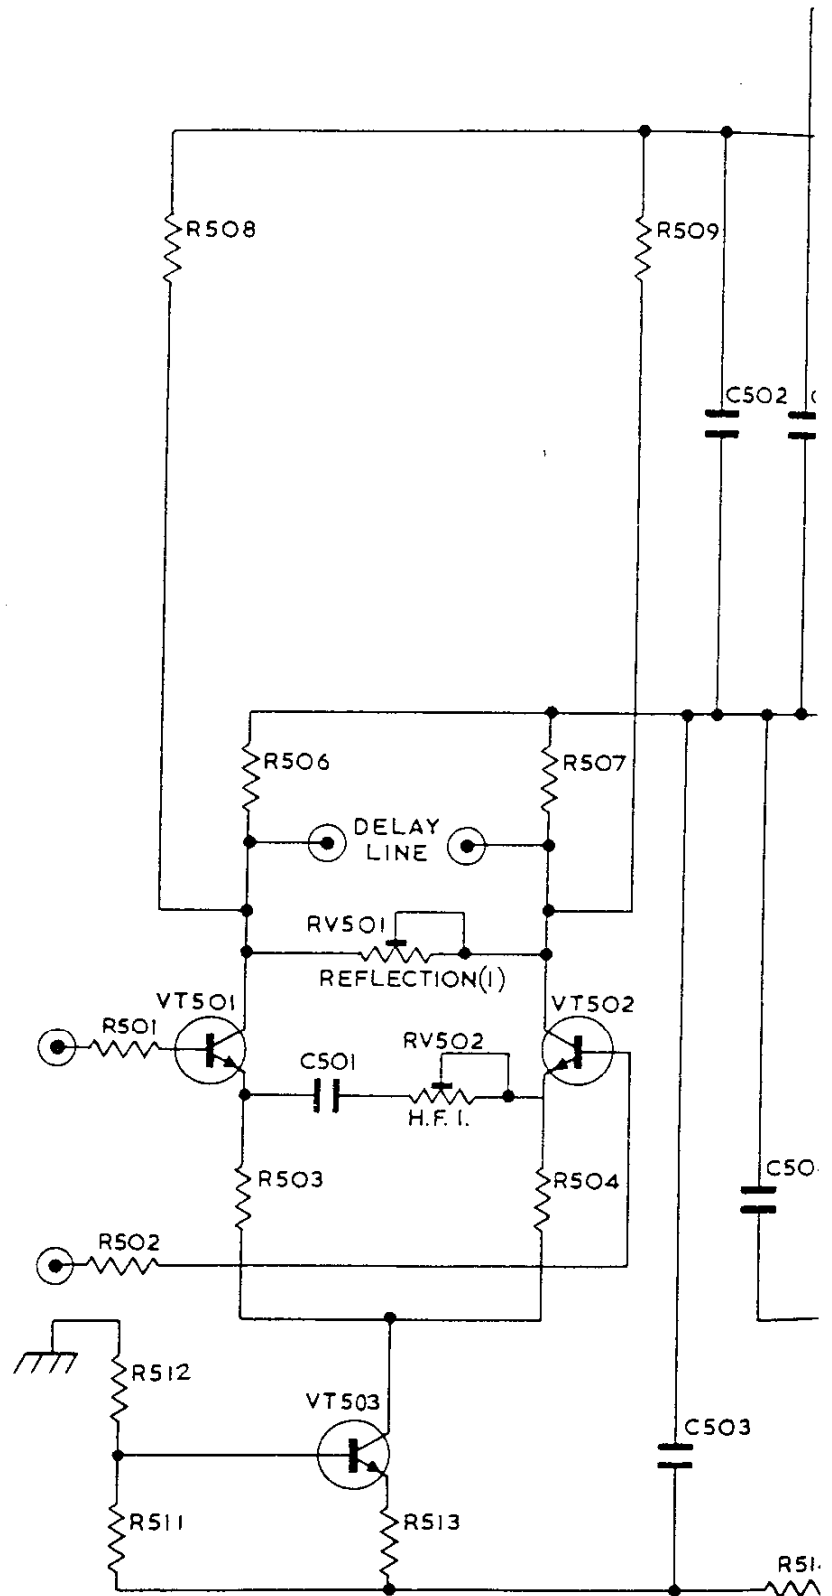 R508
R509
C502
R506
R507
DELAY
LINE
RV501
REFLECTION(1)
VT501
VT502
R501
C501
RV502
H.F. 1.
R503
R504
R502
R512
VT503
C503
R511
R513